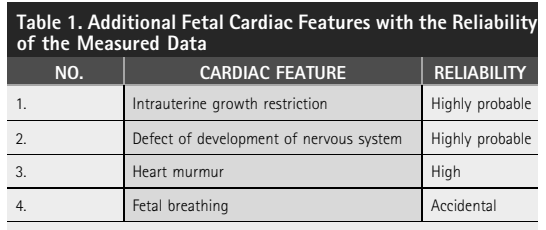 Table 1. Additional Fetal Cardiac Features with the Reliability
of the Measured Data
NO. CARDIAC FEATURE RELIABILITY
1. Intrauterine growth restriction Highly probable
2. Defect of development of nervous system Highly probable
3. Heart murmur High
4. Fetal breathing Accidental